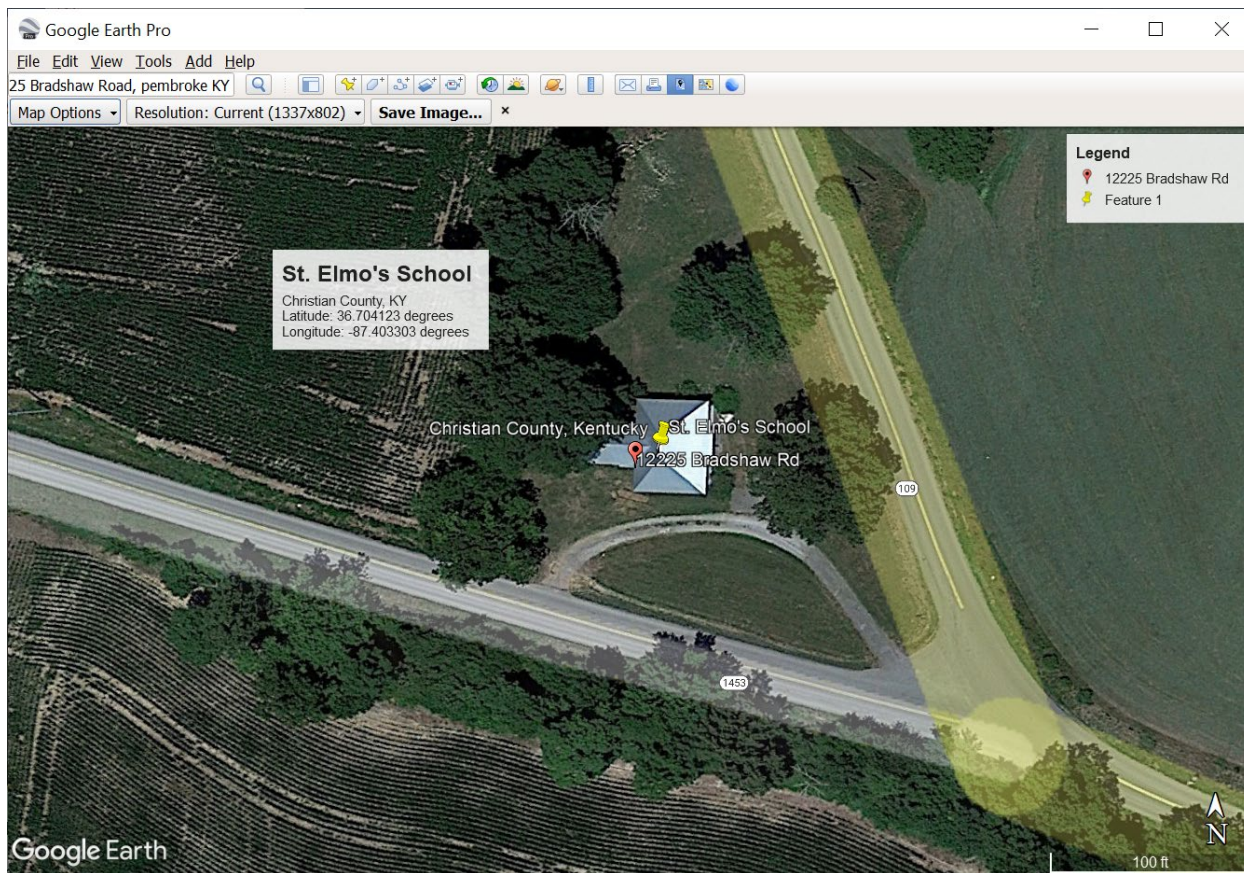 Google Earth Pro
File Edit View Tools Add Help
25 Bradshaw Road, pembroke KY
Map Options Resolution: Current (1337x802) Save Image...
Legend
12225 Bradshaw Rd
Feature 1
St. Elmo's School
Christian County, KY
Latitude: 36.704123 degrees
Longitude: -87.403303 degrees
Christian County, Kentucky St. Elmo's School
12225 Bradshaw Rd
109
1453
N
Google Earth
100 ft